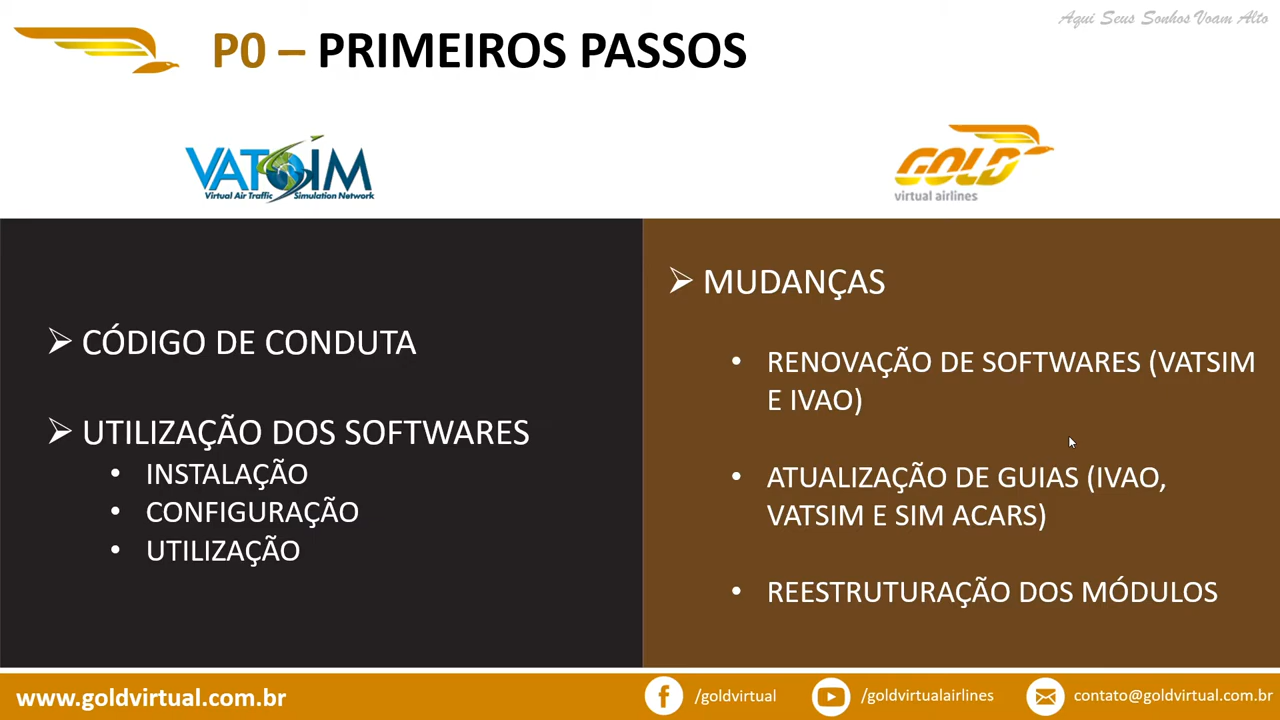 Aqui Seus Sonhos Voam Alto
P0 – PRIMEIROS PASSOS
VATSIM
Virtual Air Traffic Simulation Network
GOLD
virtual airlines
CÓDIGO DE CONDUTA
UTILIZAÇÃO DOS SOFTWARES
• INSTALAÇÃO
• CONFIGURAÇÃO
• UTILIZAÇÃO
MUDANÇAS
• RENOVAÇÃO DE SOFTWARES (VATSIM
E IVAO)
• ATUALIZAÇÃO DE GUIAS (IVAO,
VATSIM E SIM ACARS)
• REESTRUTURAÇÃO DOS MÓDULOS
www.goldvirtual.com.br
/goldvirtual
/goldvirtualairlines
contato@goldvirtual.com.br